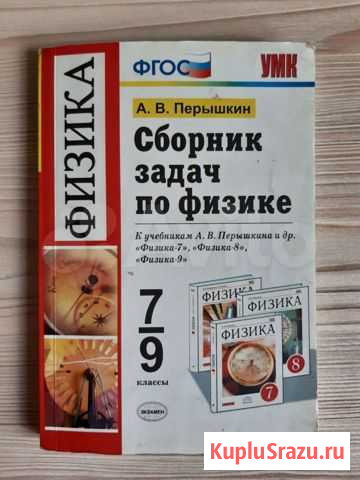 ФГОС
УМК
А. В. Перышкин
ФИЗИКА
Сборник
задач
по физике
К учебникам А. В. Перышкина и др.
«Физика-7», «Физика-8»,
«Физика-9»
7
9
классы
ФИЗИКА
ФИЗИКА
ФИЗИКА
7
8
ЭКЗАМЕН
KupluSrazu.ru